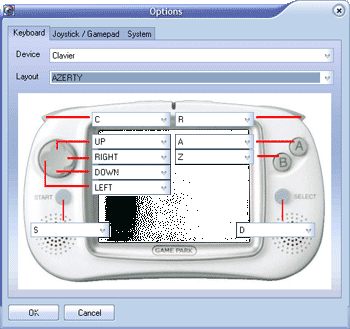 Options
Keyboard Joystick / Gamepad System
Device Clavier
Layout AZERTY
C R
UP A
RIGHT Z
DOWN
LEFT
A
B
START SELECT
S D
GAME PARK
OK Cancel